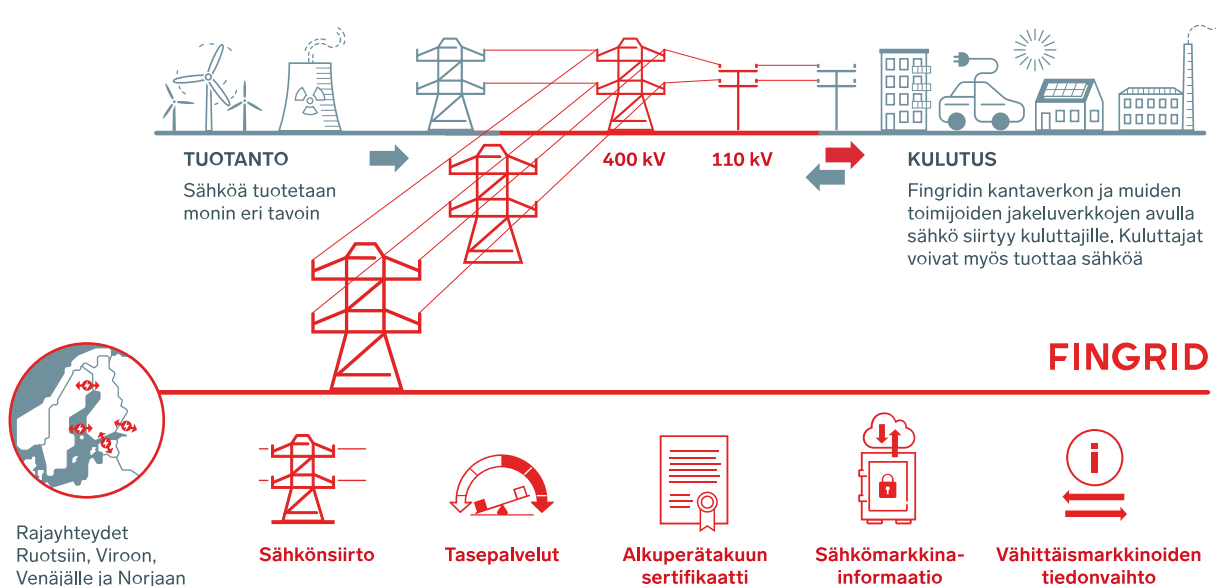 TUOTANTO
Sähköä tuotetaan
monin eri tavoin
400 kV
110 kV
KULUTUS
Fingridin kantaverkon ja muiden
toimijoiden jakeluverkkojen avulla
sähkö siirtyy kuluttajille. Kuluttajat
voivat myös tuottaa sähköä
FINGRID
Rajayhteydet
Ruotsiin, Viroon,
Venäjälle ja Norjaan
Sähkönsiirto
Tasepalvelut
Alkuperätakuun
sertifikaatti
Sähkömarkkina-
informaatio
Vähittäismarkkinoiden
tiedonvaihto